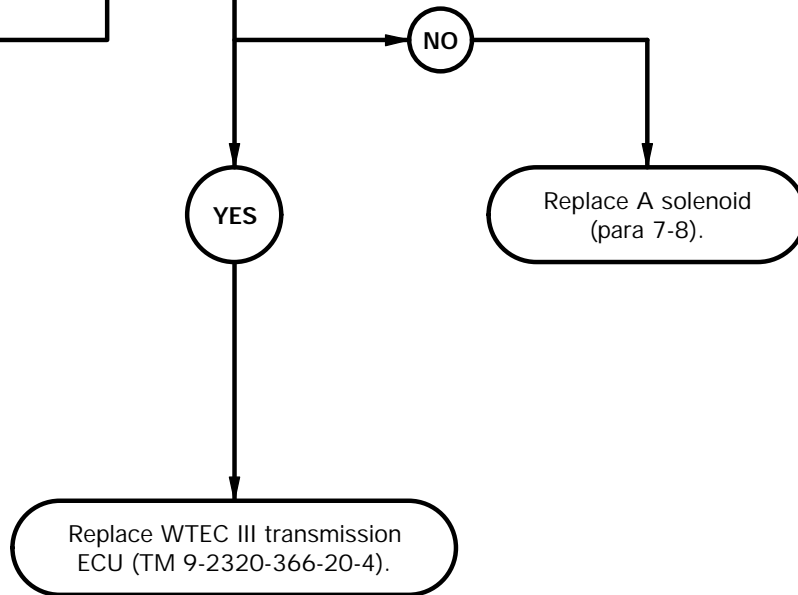 NO
YES
Replace A solenoid
(para 7-8).
Replace WTEC III transmission
ECU (TM 9-2320-366-20-4).